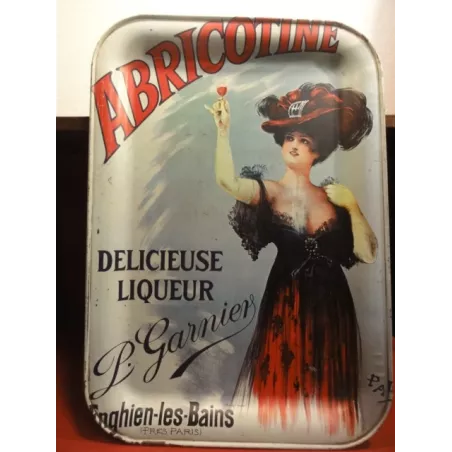 ABRICOTINE
DELICIEUSE
LIQUEUR
P. Garnier
Enghien-les-Bains
(PRES PARIS)